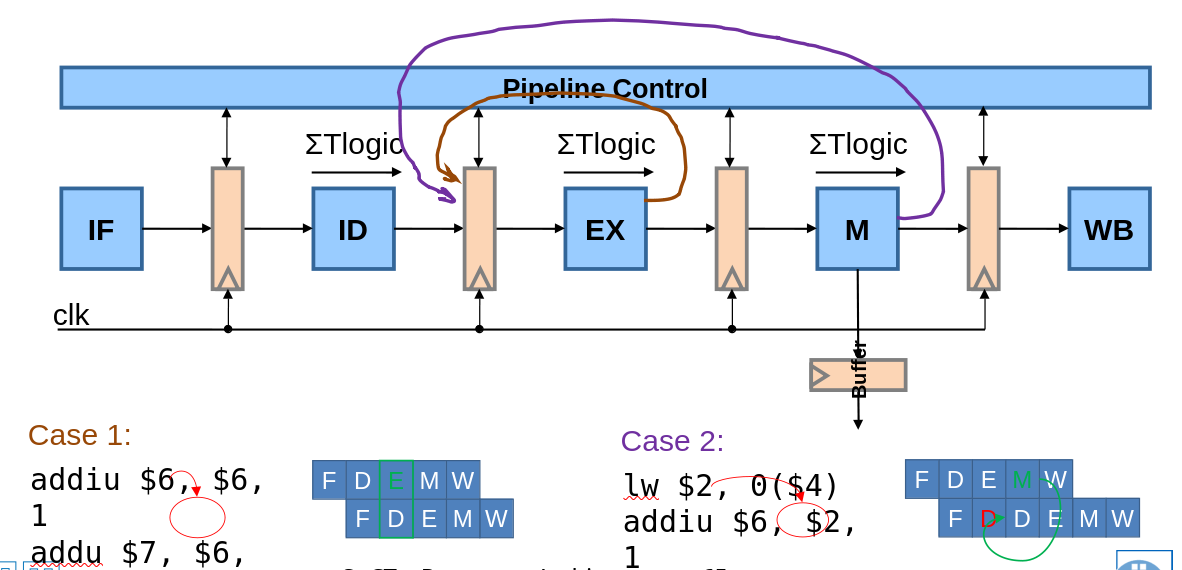 Pipeline Control
ΣTlogic ΣTlogic ΣTlogic
IF ID EX M WB
clk
Buffer
Case 1:
addiu $6, $6,
1
addu $7, $6,
F D E M W
F D E M W
Case 2:
lw $2, 0($4)
addiu $6, $2,
1
F D E M W
F D D E M W